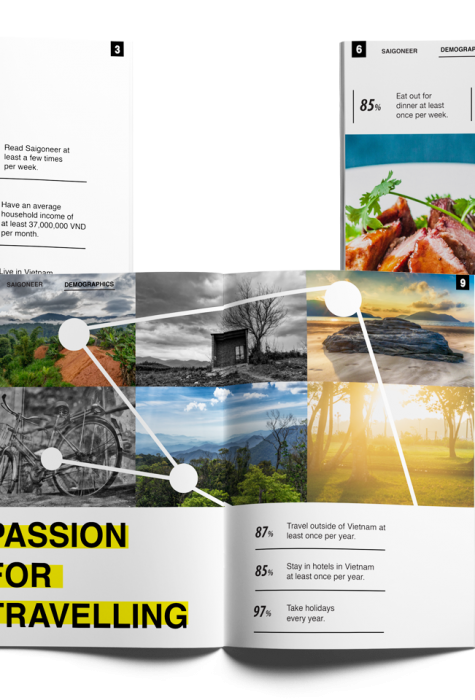 3
Read Saigoneer at
least a few times
per week.
Have an average
household income of
at least 37,000,000 VND
per month.
Live in Vietnam
6
SAIGONEER
85%
Eat out for
dinner at least
once per week.
SAIGONEER DEMOGRAPHICS
9
PASSION
FOR
TRAVELLING
87%
Travel outside of Vietnam at
least once per year.
85%
Stay in hotels in Vietnam
at least once per year.
97%
Take holidays
every year.